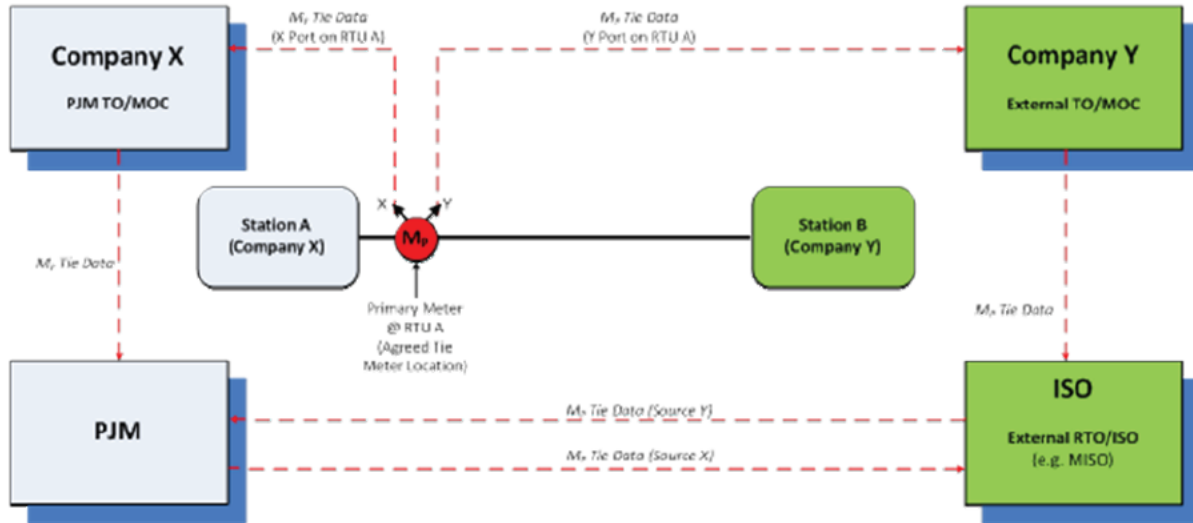 Mₚ Tie Data
(X Port on RTU A)
Mₚ Tie Data
(Y Port on RTU A)
Company X
PJM TO/MOC
Company Y
External TO/MOC
X
Y
Station A
(Company X)
Mₚ
Station B
(Company Y)
Mₚ Tie Data
Primary Meter
@ RTU A
(Agreed Tie
Meter Location)
Mₚ Tie Data
PJM
Mₚ Tie Data (Source Y)
Mₚ Tie Data (Source X)
ISO
External RTO/ISO
(e.g. MISO)